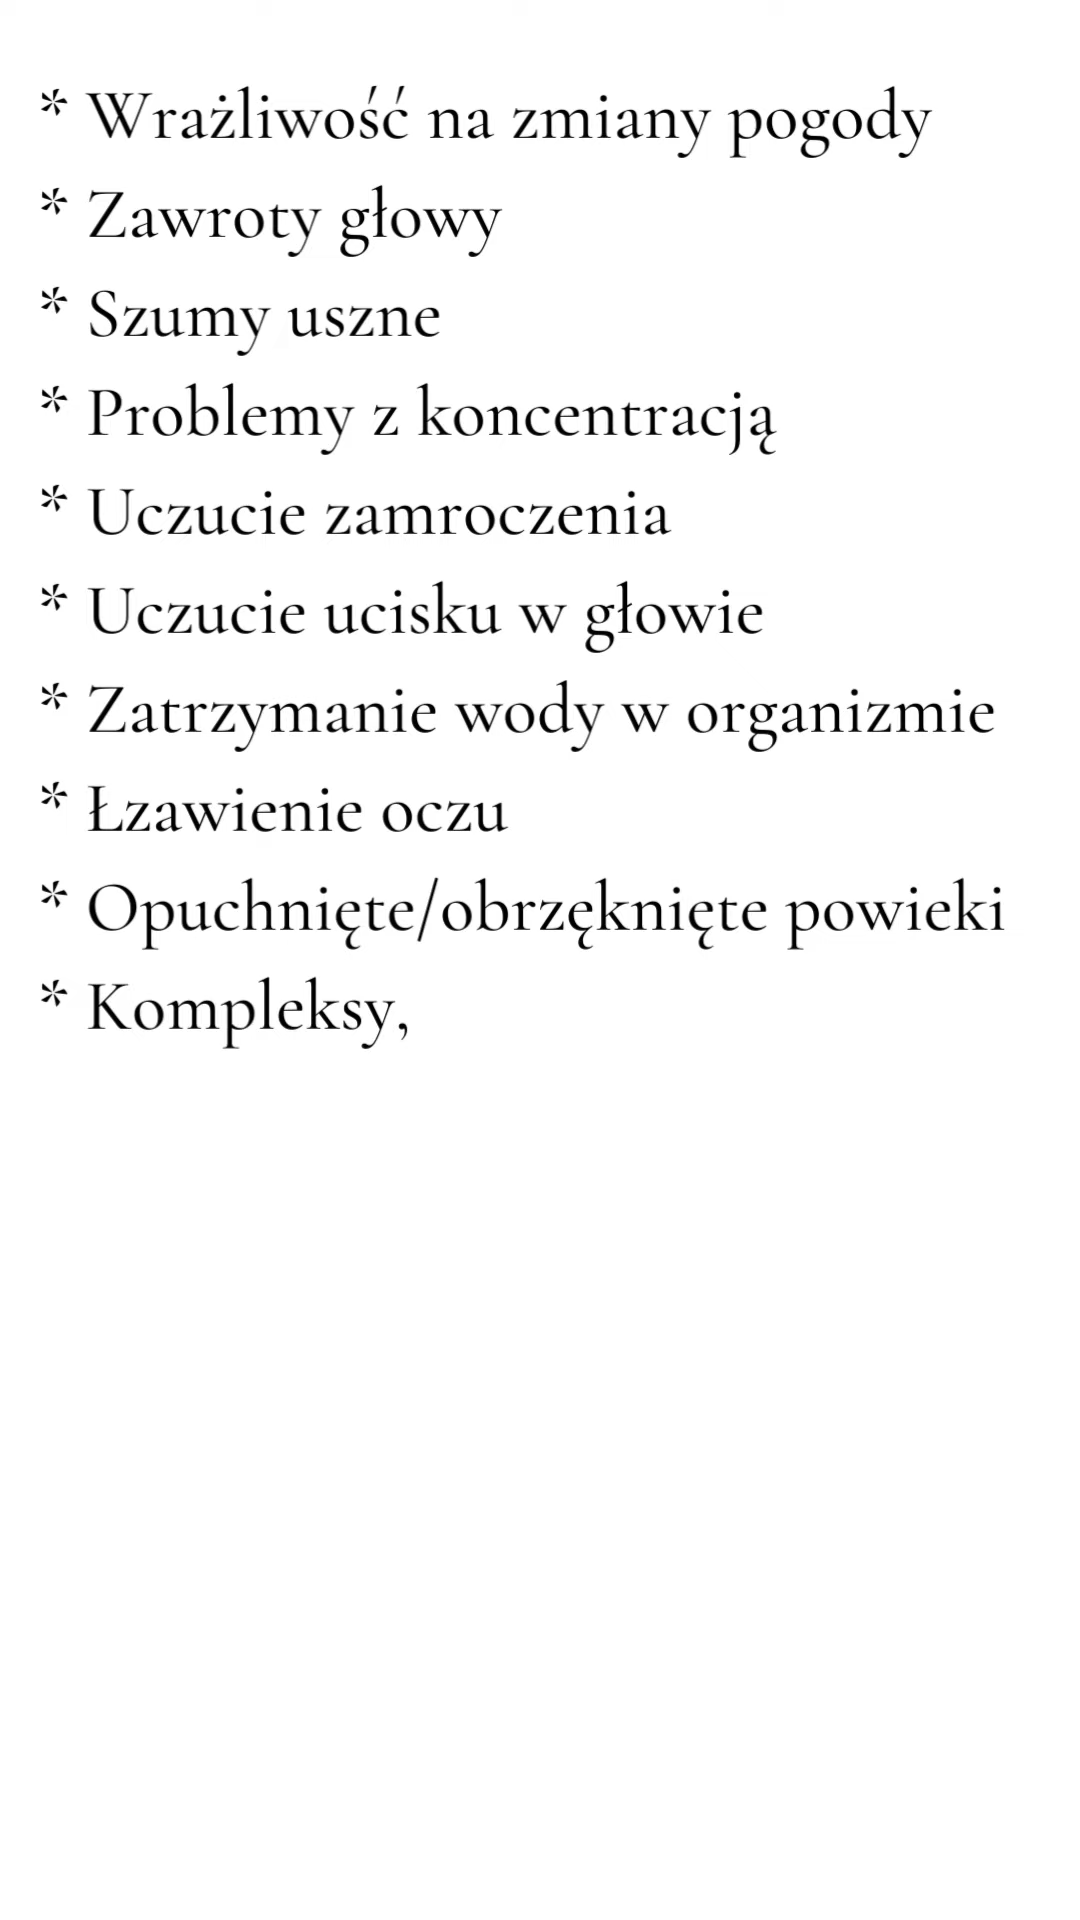 * Wrażliwość na zmiany pogody
* Zawroty głowy
* Szumy uszne
* Problemy z koncentracją
* Uczucie zamroczenia
* Uczucie ucisku w głowie
* Zatrzymanie wody w organizmie
* Łzawienie oczu
* Opuchnięte/obrzęknięte powieki
* Kompleksy,